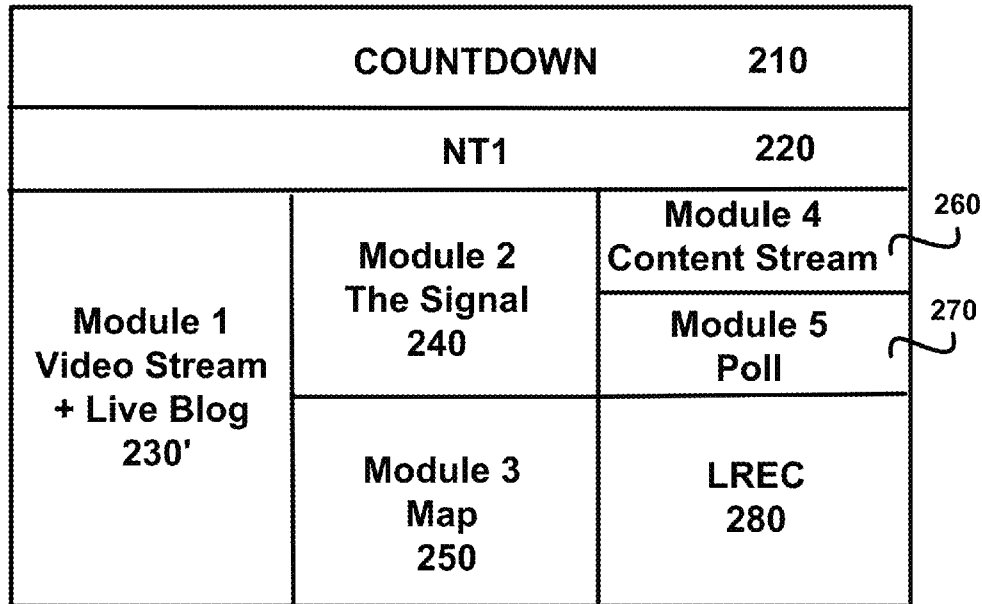 COUNTDOWN 210
NT1 220
Module 1
Video Stream
+ Live Blog
230'
Module 2
The Signal
240
Module 3
Map
250
Module 4
Content Stream
260
Module 5
Poll
270
LREC
280